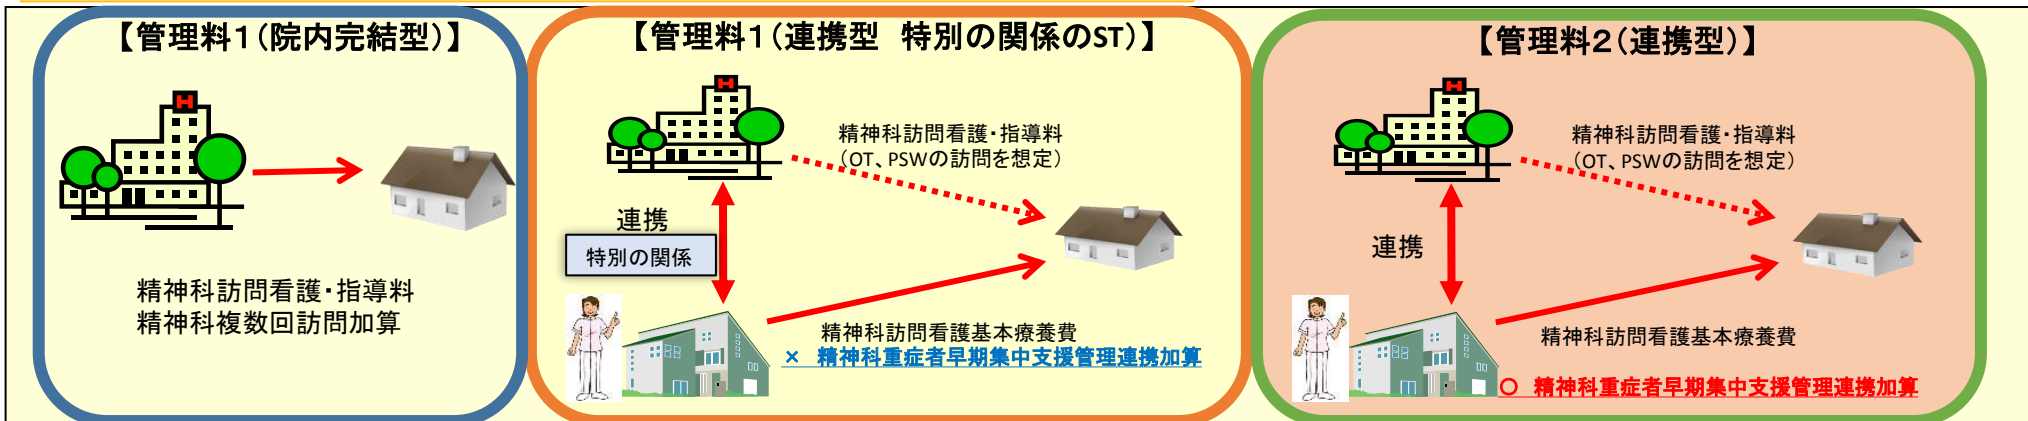 【管理料1(院内完結型)】
H
精神科訪問看護・指導料
精神科複数回訪問加算
【管理料1(連携型 特別の関係のST)】
H
精神科訪問看護・指導料
(OT、PSWの訪問を想定)
連携
特別の関係
精神科訪問看護基本療養費
× 精神科重症者早期集中支援管理連携加算
【管理料2(連携型)】
H
精神科訪問看護・指導料
(OT、PSWの訪問を想定)
連携
精神科訪問看護基本療養費
○ 精神科重症者早期集中支援管理連携加算